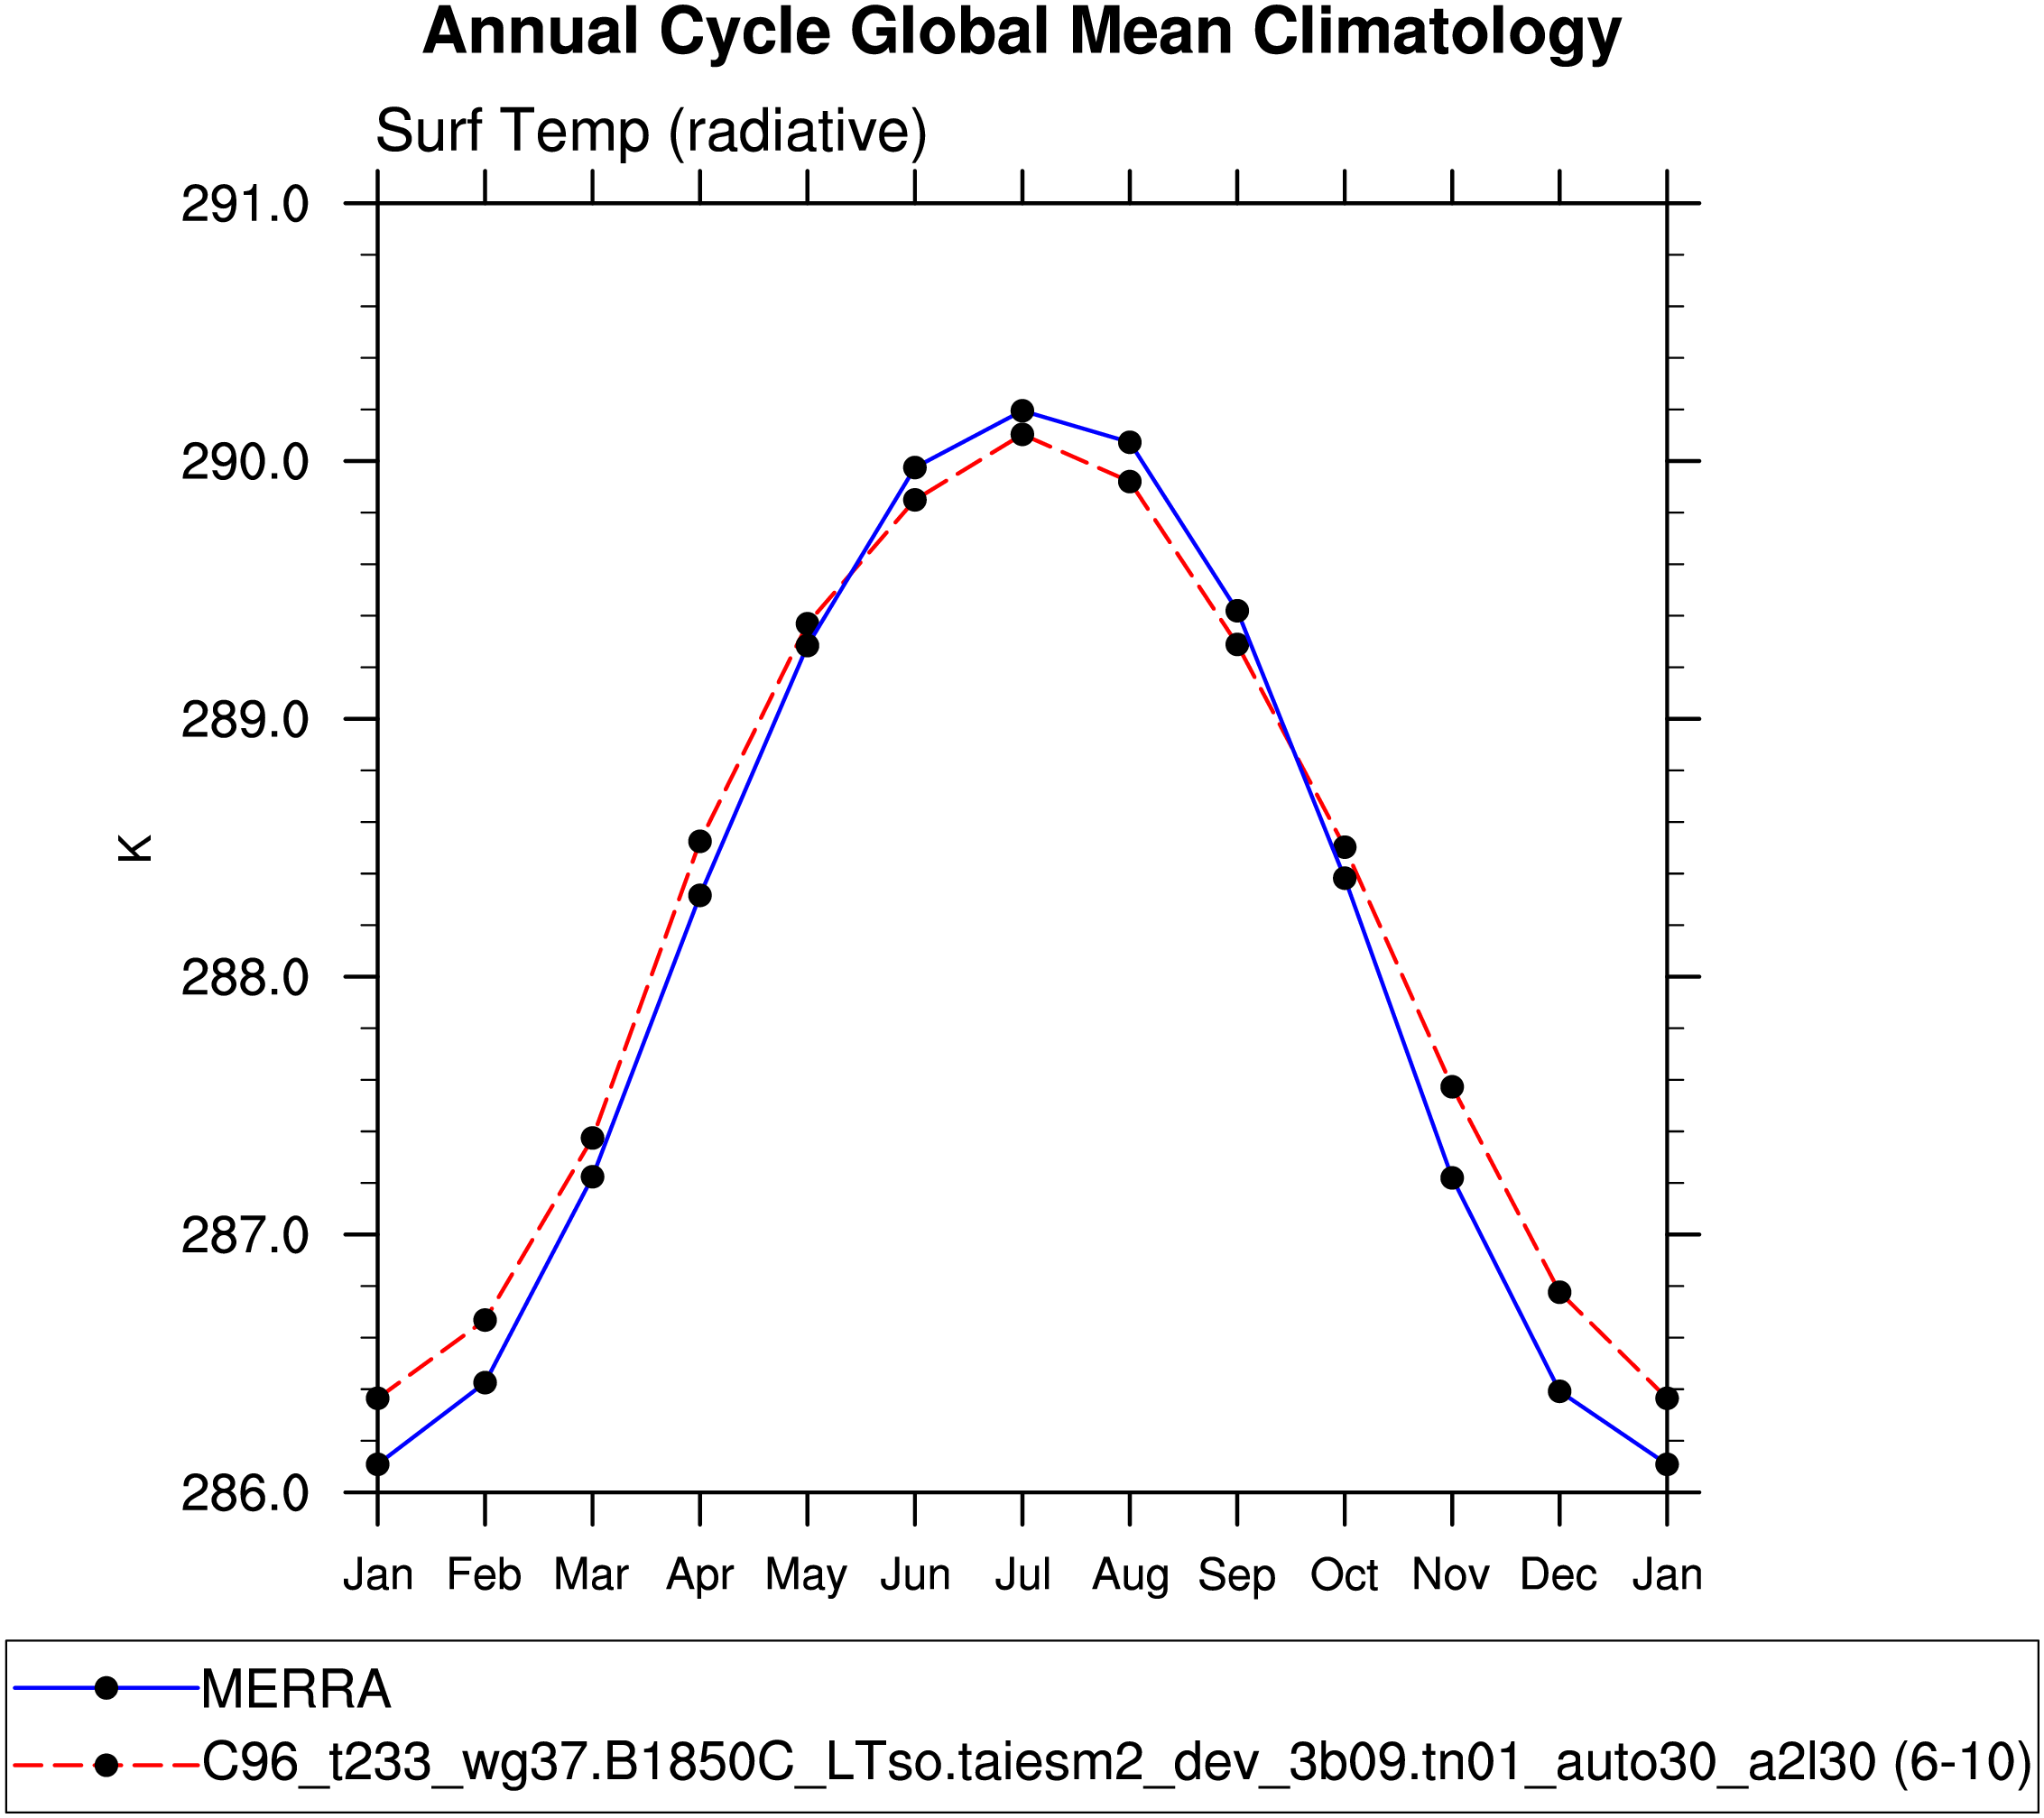 Annual Cycle Global Mean Climatology
Surf Temp (radiative)
291.0
290.0
289.0
288.0
287.0
286.0
K
Jan Feb Mar Apr May Jun Jul Aug Sep Oct Nov Dec Jan
MERRA
C96_t233_wg37.B1850C_LTso.taiesm2_dev_3b09.tn01_auto30_a2l30 (6-10)